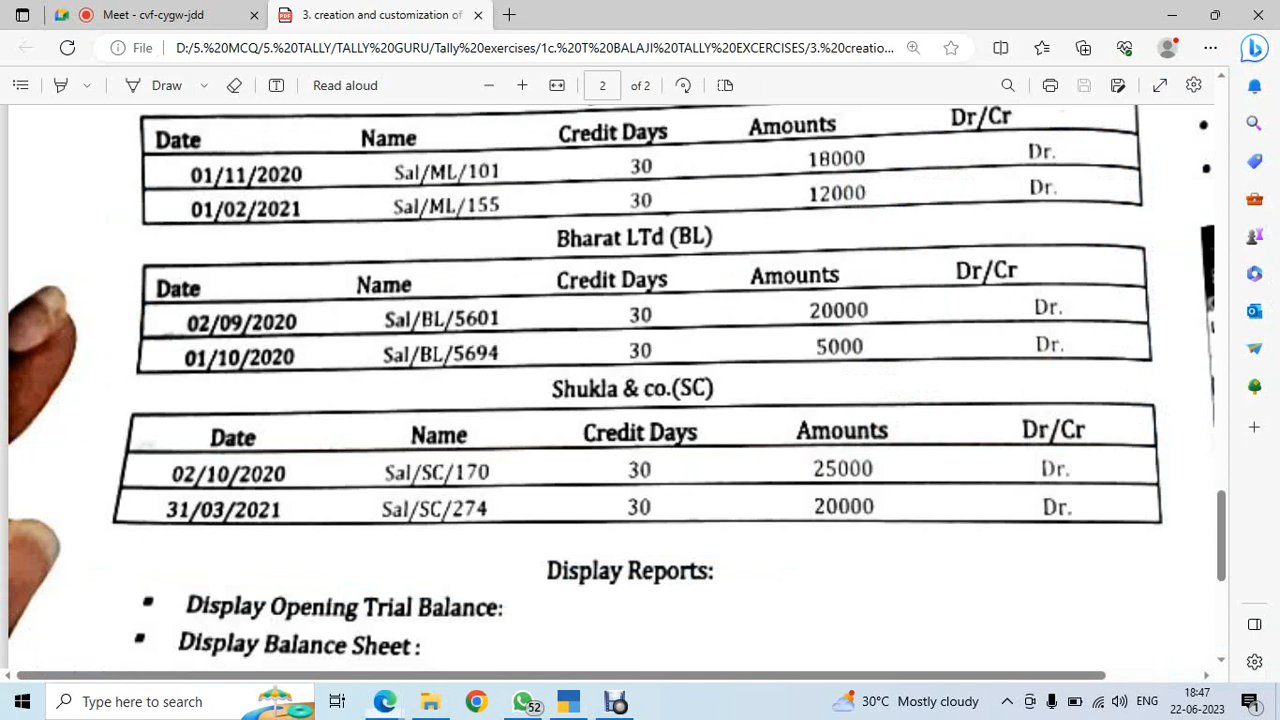 Meet - cvf-cygw-jdd
3. creation and customization of
File
D:/5.%20MCQ/5.%20TALLY/TALLY%20GURU/Tally%20exercises/1c.%20T%20BALAJI%20TALLY%20EXCERCISES/3.%20creatio...
Draw
Read aloud
2 of 2
Date Name Credit Days Amounts Dr/Cr
01/11/2020 Sal/ML/101 30 18000 Dr.
01/02/2021 Sal/ML/155 30 12000 Dr.
Bharat LTd (BL)
Date Name Credit Days Amounts Dr/Cr
02/09/2020 Sal/BL/5601 30 20000 Dr.
01/10/2020 Sal/BL/5694 30 5000 Dr.
Shukla & co.(SC)
Date Name Credit Days Amounts Dr/Cr
02/10/2020 Sal/SC/170 30 25000 Dr.
31/03/2021 Sal/SC/274 30 20000 Dr.
Display Reports:
Display Opening Trial Balance:
Display Balance Sheet :
Type here to search
52
30°C Mostly cloudy
ENG
18:47
22-06-2023
1